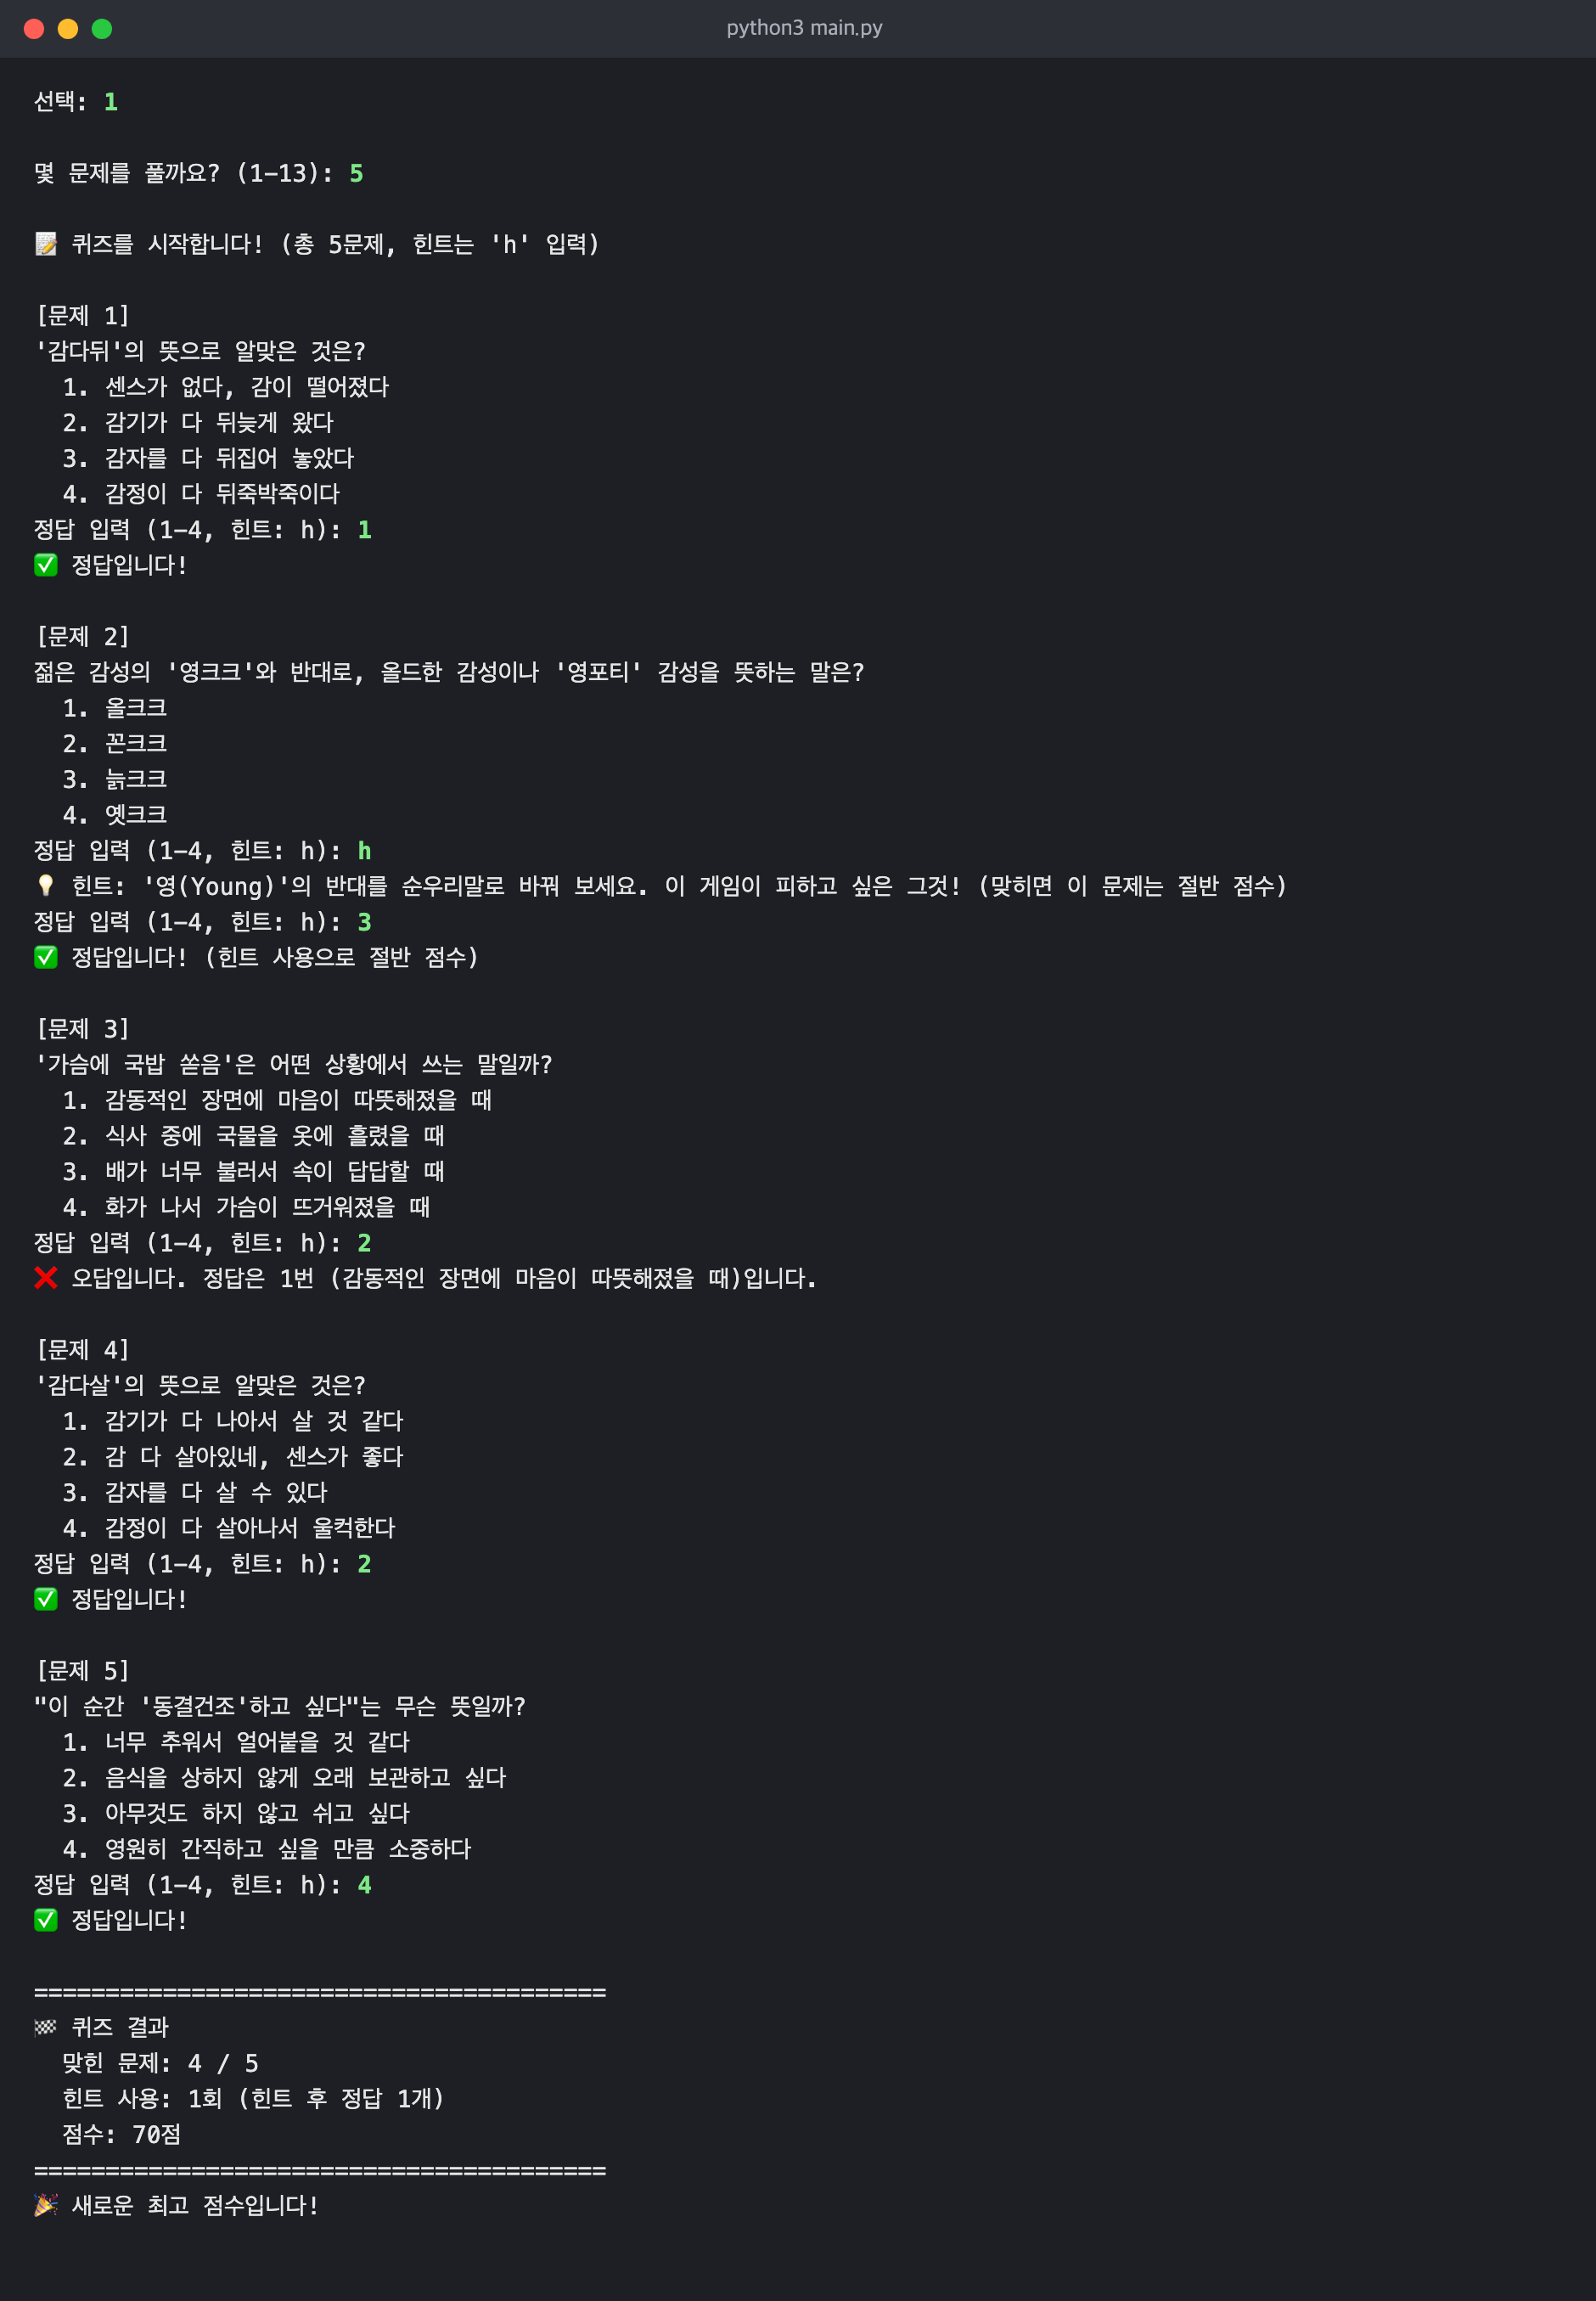 python3 main.py
선택: 1
몇 문제를 풀까요? (1-13): 5
📝 퀴즈를 시작합니다! (총 5문제, 힌트는 'h' 입력)
[문제 1]
'감다뒤'의 뜻으로 알맞은 것은?
1. 센스가 없다, 감이 떨어졌다
2. 감기가 다 뒤늦게 왔다
3. 감자를 다 뒤집어 놓았다
4. 감정이 다 뒤죽박죽이다
정답 입력 (1-4, 힌트: h): 1
✅ 정답입니다!
[문제 2]
젊은 감성의 '영크크'와 반대로, 올드한 감성이나 '영포티' 감성을 뜻하는 말은?
1. 올크크
2. 꼰크크
3. 늙크크
4. 옛크크
정답 입력 (1-4, 힌트: h): h
💡 힌트: '영(Young)'의 반대를 순우리말로 바꿔 보세요. 이 게임이 피하고 싶은 그것! (맞히면 이 문제는 절반 점수)
정답 입력 (1-4, 힌트: h): 3
✅ 정답입니다! (힌트 사용으로 절반 점수)
[문제 3]
'가슴에 국밥 쏟음'은 어떤 상황에서 쓰는 말일까?
1. 감동적인 장면에 마음이 따뜻해졌을 때
2. 식사 중에 국물을 옷에 흘렸을 때
3. 배가 너무 불러서 속이 답답할 때
4. 화가 나서 가슴이 뜨거워졌을 때
정답 입력 (1-4, 힌트: h): 2
❌ 오답입니다. 정답은 1번 (감동적인 장면에 마음이 따뜻해졌을 때)입니다.
[문제 4]
'감다살'의 뜻으로 알맞은 것은?
1. 감기가 다 나아서 살 것 같다
2. 감 다 살아있네, 센스가 좋다
3. 감자를 다 살 수 있다
4. 감정이 다 살아나서 울컥한다
정답 입력 (1-4, 힌트: h): 2
✅ 정답입니다!
[문제 5]
"이 순간 '동결건조'하고 싶다"는 무슨 뜻일까?
1. 너무 추워서 얼어붙을 것 같다
2. 음식을 상하지 않게 오래 보관하고 싶다
3. 아무것도 하지 않고 쉬고 싶다
4. 영원히 간직하고 싶을 만큼 소중하다
정답 입력 (1-4, 힌트: h): 4
✅ 정답입니다!
========================================
🏁 퀴즈 결과
맞힌 문제: 4 / 5
힌트 사용: 1회 (힌트 후 정답 1개)
점수: 70점
========================================
🎉 새로운 최고 점수입니다!